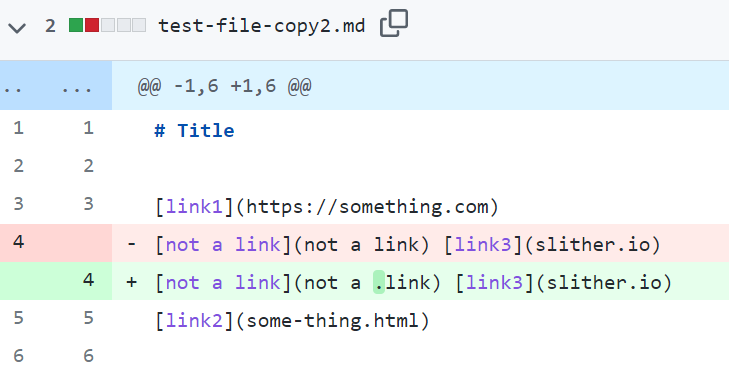 2 test-file-copy2.md
.. ... @@ -1,6 +1,6 @@
1 1 # Title
2 2
3 3 [link1](https://something.com)
4 - [not a link](not a link) [link3](slither.io)
4 + [not a link](not a .link) [link3](slither.io)
5 5 [link2](some-thing.html)
6 6